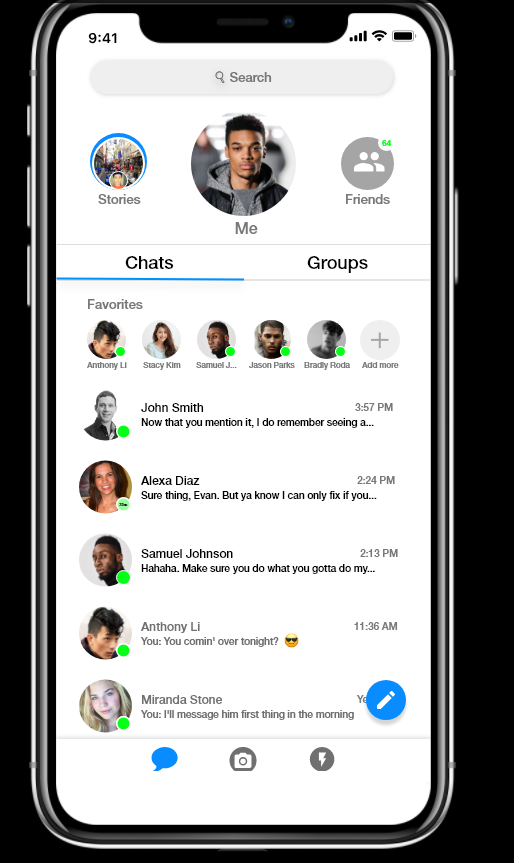 9:41
Search
64
Stories
Me
Friends
Chats
Groups
Favorites
Anthony Li
Stacy Kim
Samuel J...
Jason Parks
Bradly Roda
Add more
John Smith
3:57 PM
Now that you mention it, I do remember seeing a...
Alexa Diaz
2:24 PM
Sure thing, Evan. But ya know I can only fix if you...
Samuel Johnson
2:13 PM
Hahaha. Make sure you do what you gotta do my...
Anthony Li
11:36 AM
You: You comin' over tonight? 😎
Miranda Stone
You: I'll message him first thing in the morning